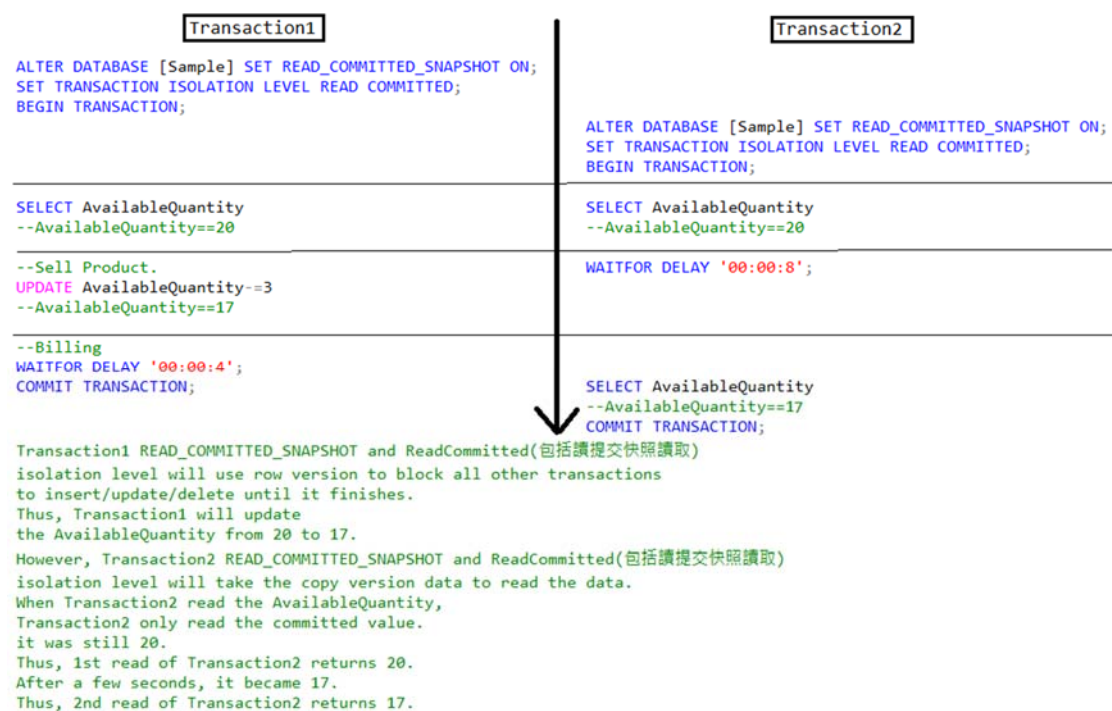 Transaction1
Transaction2
ALTER DATABASE [Sample] SET READ_COMMITTED_SNAPSHOT ON;
SET TRANSACTION ISOLATION LEVEL READ COMMITTED;
BEGIN TRANSACTION;
ALTER DATABASE [Sample] SET READ_COMMITTED_SNAPSHOT ON;
SET TRANSACTION ISOLATION LEVEL READ COMMITTED;
BEGIN TRANSACTION;
SELECT AvailableQuantity
--AvailableQuantity==20
SELECT AvailableQuantity
--AvailableQuantity==20
--Sell Product.
UPDATE AvailableQuantity-=3
--AvailableQuantity==17
WAITFOR DELAY '00:00:8';
--Billing
WAITFOR DELAY '00:00:4';
COMMIT TRANSACTION;
SELECT AvailableQuantity
--AvailableQuantity==17
COMMIT TRANSACTION;
Transaction1 READ_COMMITTED_SNAPSHOT and ReadCommitted(包括讀提交快照讀取)
isolation level will use row version to block all other transactions
to insert/update/delete until it finishes.
Thus, Transaction1 will update
the AvailableQuantity from 20 to 17.
However, Transaction2 READ_COMMITTED_SNAPSHOT and ReadCommitted(包括讀提交快照讀取)
isolation level will take the copy version data to read the data.
When Transaction2 read the AvailableQuantity,
Transaction2 only read the committed value.
it was still 20.
Thus, 1st read of Transaction2 returns 20.
After a few seconds, it became 17.
Thus, 2nd read of Transaction2 returns 17.